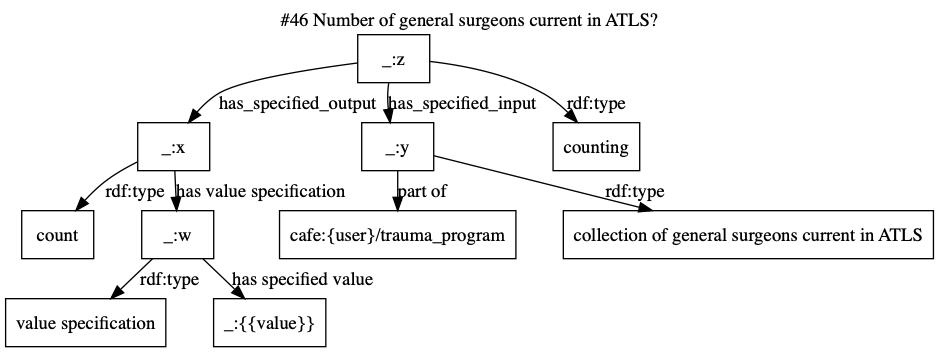 #46 Number of general surgeons current in ATLS?
_:z
has_specified_output
has_specified_input
rdf:type
_:x
_:y
counting
rdf:type
has value specification
part of
rdf:type
count
_:w
cafe:{user}/trauma_program
collection of general surgeons current in ATLS
rdf:type
has specified value
value specification
_:{{value}}